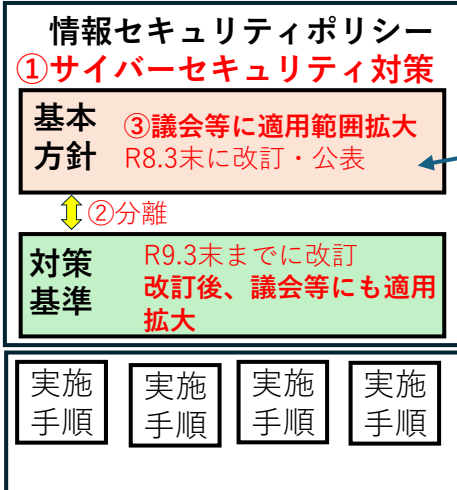 情報セキュリティポリシー
①サイバーセキュリティ対策
基本
方針
③議会等に適用範囲拡大
R8.3末に改訂・公表
②分離
対策
基準
R9.3末までに改訂
改訂後、議会等にも適用
拡大
実施
手順
実施
手順
実施
手順
実施
手順